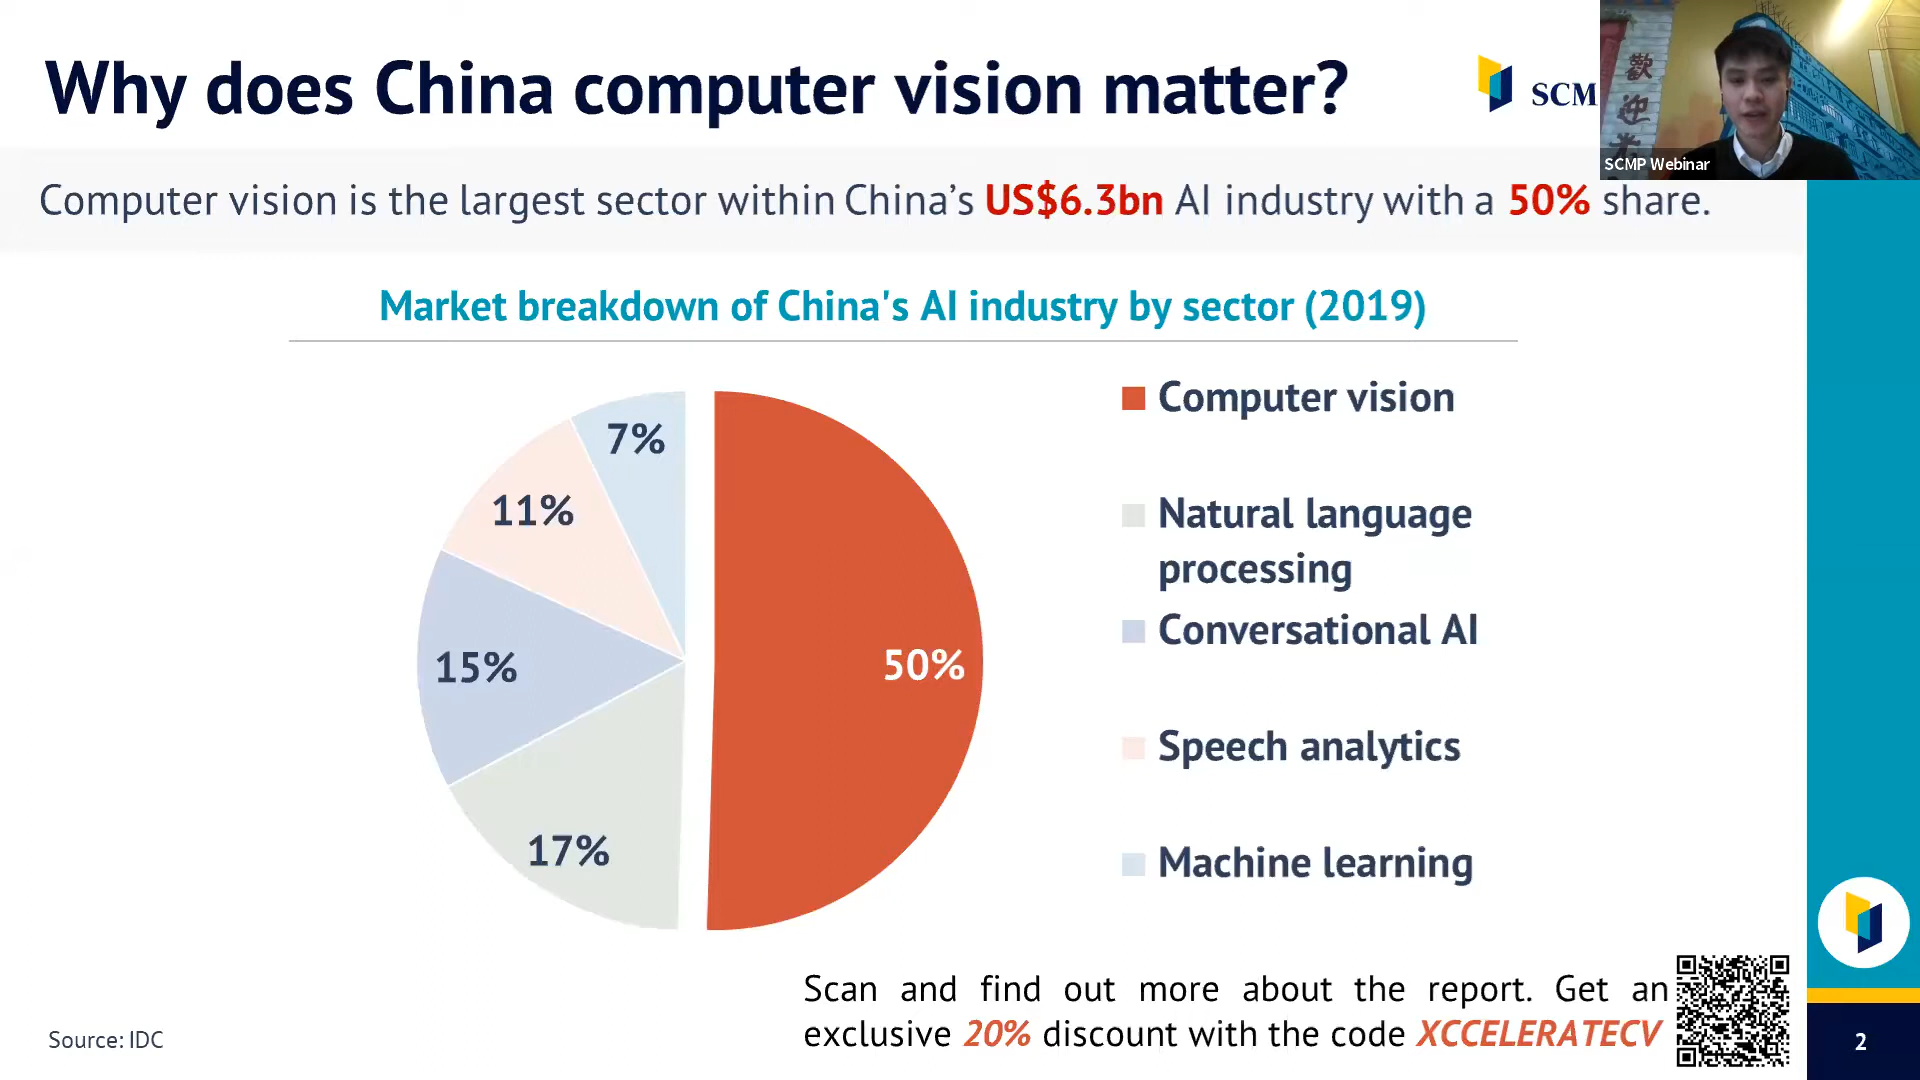 Why does China computer vision matter?
SCM
歡
迎
SCMP Webinar
Computer vision is the largest sector within China’s US$6.3bn AI industry with a 50% share.
Market breakdown of China's AI industry by sector (2019)
7%
11%
15%
17%
50%
Computer vision
Natural language
processing
Conversational AI
Speech analytics
Machine learning
Scan and find out more about the report. Get an
exclusive 20% discount with the code XCCELERATECV
Source: IDC
2